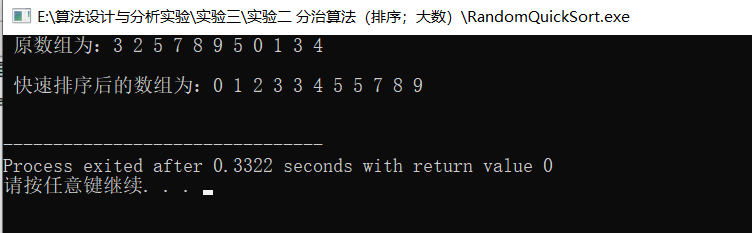 E:\算法设计与分析实验\实验三\实验二 分治算法（排序；大数）\RandomQuickSort.exe
原数组为：3 2 5 7 8 9 5 0 1 3 4
快速排序后的数组为：0 1 2 3 3 4 5 5 7 8 9
--------------------------------
Process exited after 0.3322 seconds with return value 0
请按任意键继续. . .